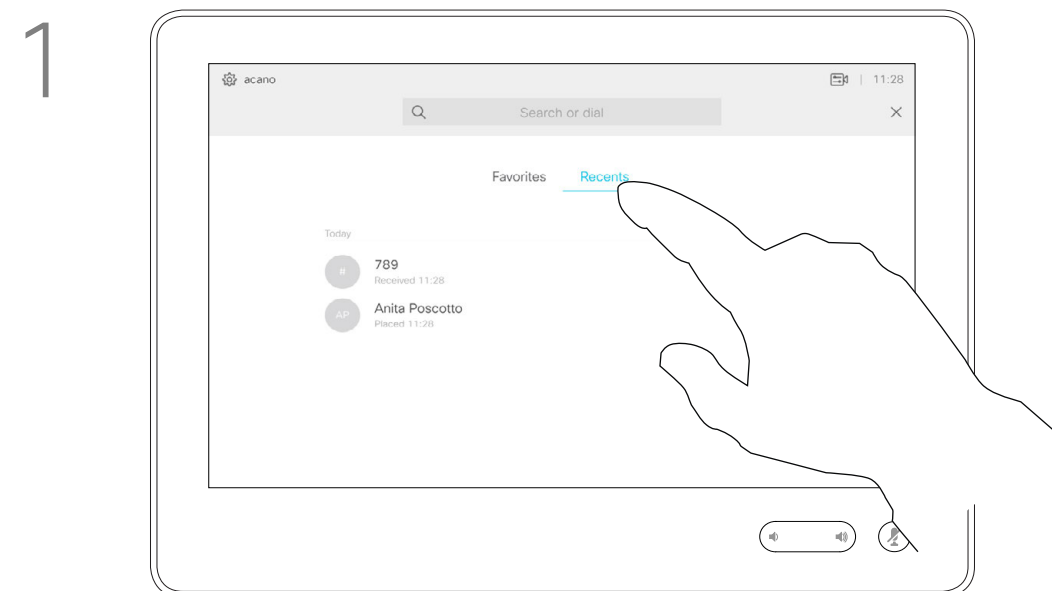 1
acano 11:28
Search or dial
Favorites Recents
Today
#
789
Received 11:28
AP
Anita Poscotto
Placed 11:28